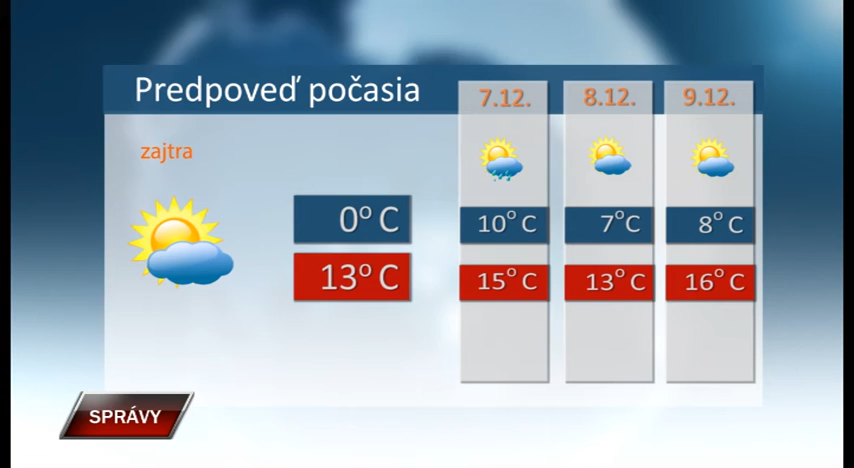 Predpoveď počasia
7.12. 8.12. 9.12.
zajtra
0° C 10° C 7°C 8° C
13° C 15° C 13° C 16° C
SPRÁVY